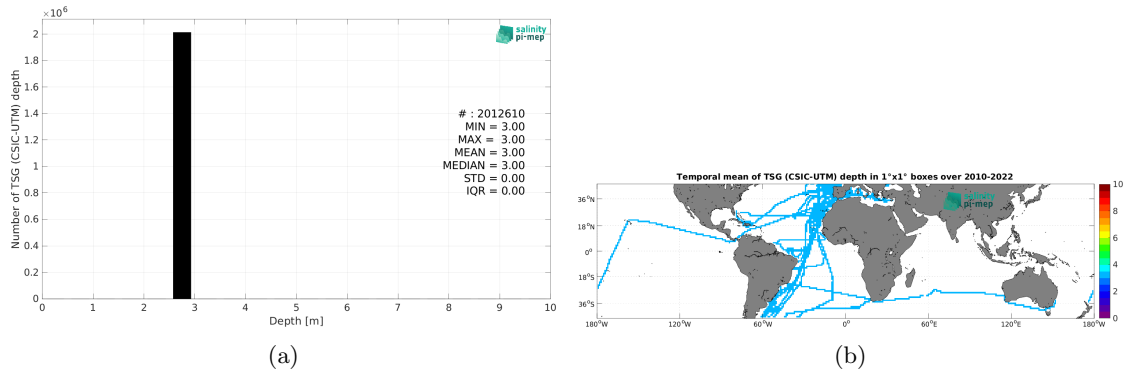 ×10⁶
2
1.8
1.6
1.4
1.2
1
0.8
0.6
0.4
0.2
0
Number of TSG (CSIC-UTM) depth
salinity
pi-mep
# : 2012610
MIN = 3.00
MAX = 3.00
MEAN = 3.00
MEDIAN = 3.00
STD = 0.00
IQR = 0.00
0 1 2 3 4 5 6 7 8 9 10
Depth [m]
(a)
Temporal mean of TSG (CSIC-UTM) depth in 1°x1° boxes over 2010-2022
36°N
18°N
0°
18°S
36°S
salinity
pi-mep
180°W 120°W 60°W 0° 60°E 120°E 180°W
10
8
6
4
2
0
(b)